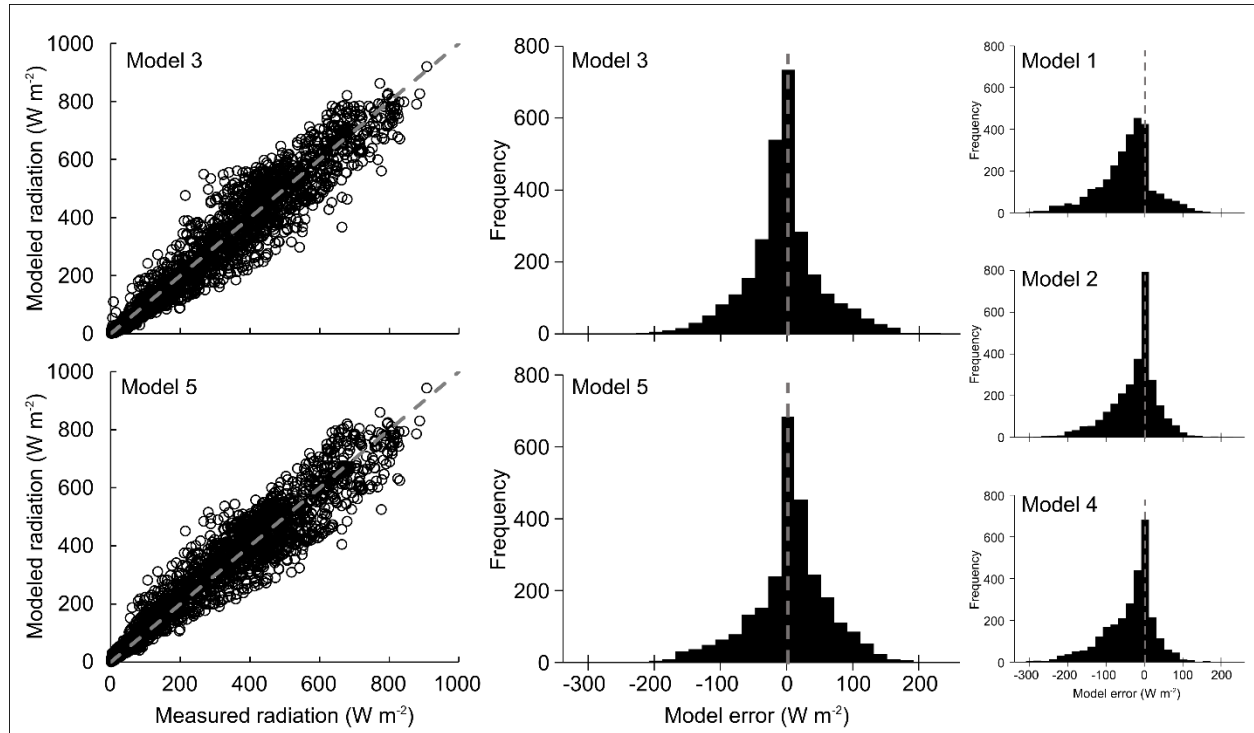 Model 3
Modeled radiation (W m⁻²)
1000
800
600
400
200
0
Model 5
Modeled radiation (W m⁻²)
1000
800
600
400
200
0
0 200 400 600 800 1000
Measured radiation (W m⁻²)
Model 3
Frequency
800
600
400
200
0
Model 5
Frequency
800
600
400
200
0
-300 -200 -100 0 100 200
Model error (W m⁻²)
Model 1
Frequency
800
600
400
200
0
Model 2
Frequency
800
600
400
200
0
Model 4
Frequency
800
600
400
200
0
-300 -200 -100 0 100 200
Model error (W m⁻²)